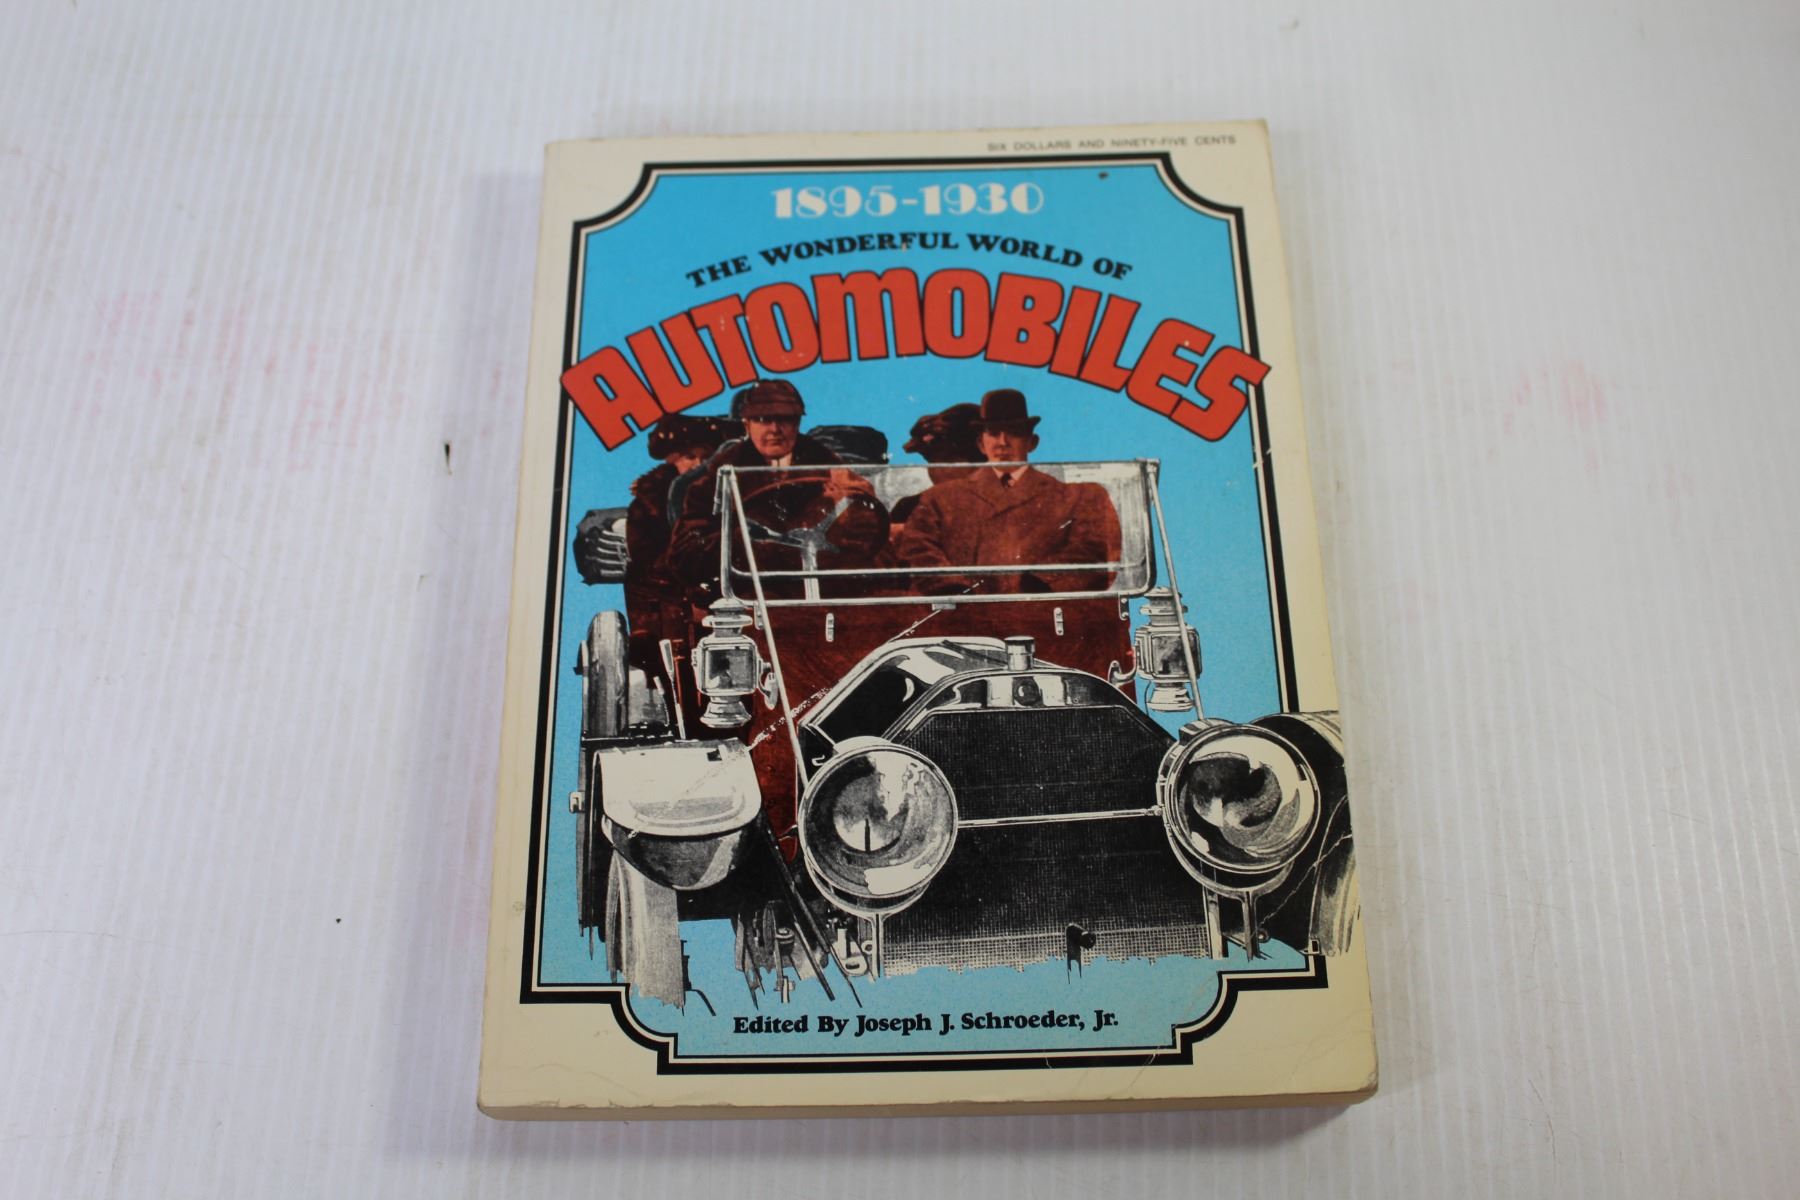 SIX DOLLARS AND NINETY-FIVE CENTS
1895-1930
THE WONDERFUL WORLD OF
AUTOMOBILES
Edited By Joseph J. Schroeder, Jr.